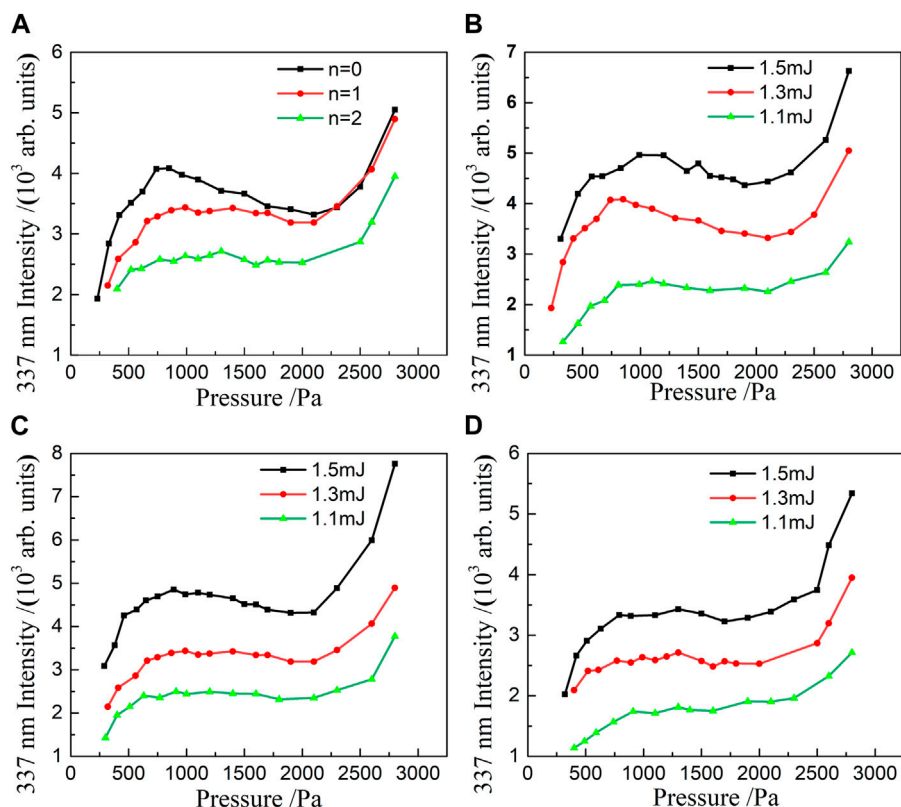 A
337 nm Intensity /(10³ arb. units)
6
5
4
3
2
1
n=0
n=1
n=2
0 500 1000 1500 2000 2500 3000
Pressure /Pa
B
337 nm Intensity /(10³ arb. units)
7
6
5
4
3
2
1
1.5mJ
1.3mJ
1.1mJ
0 500 1000 1500 2000 2500 3000
Pressure /Pa
C
337 nm Intensity /(10³ arb. units)
8
7
6
5
4
3
2
1
1.5mJ
1.3mJ
1.1mJ
0 500 1000 1500 2000 2500 3000
Pressure /Pa
D
337 nm Intensity /(10³ arb. units)
6
5
4
3
2
1
1.5mJ
1.3mJ
1.1mJ
0 500 1000 1500 2000 2500 3000
Pressure /Pa